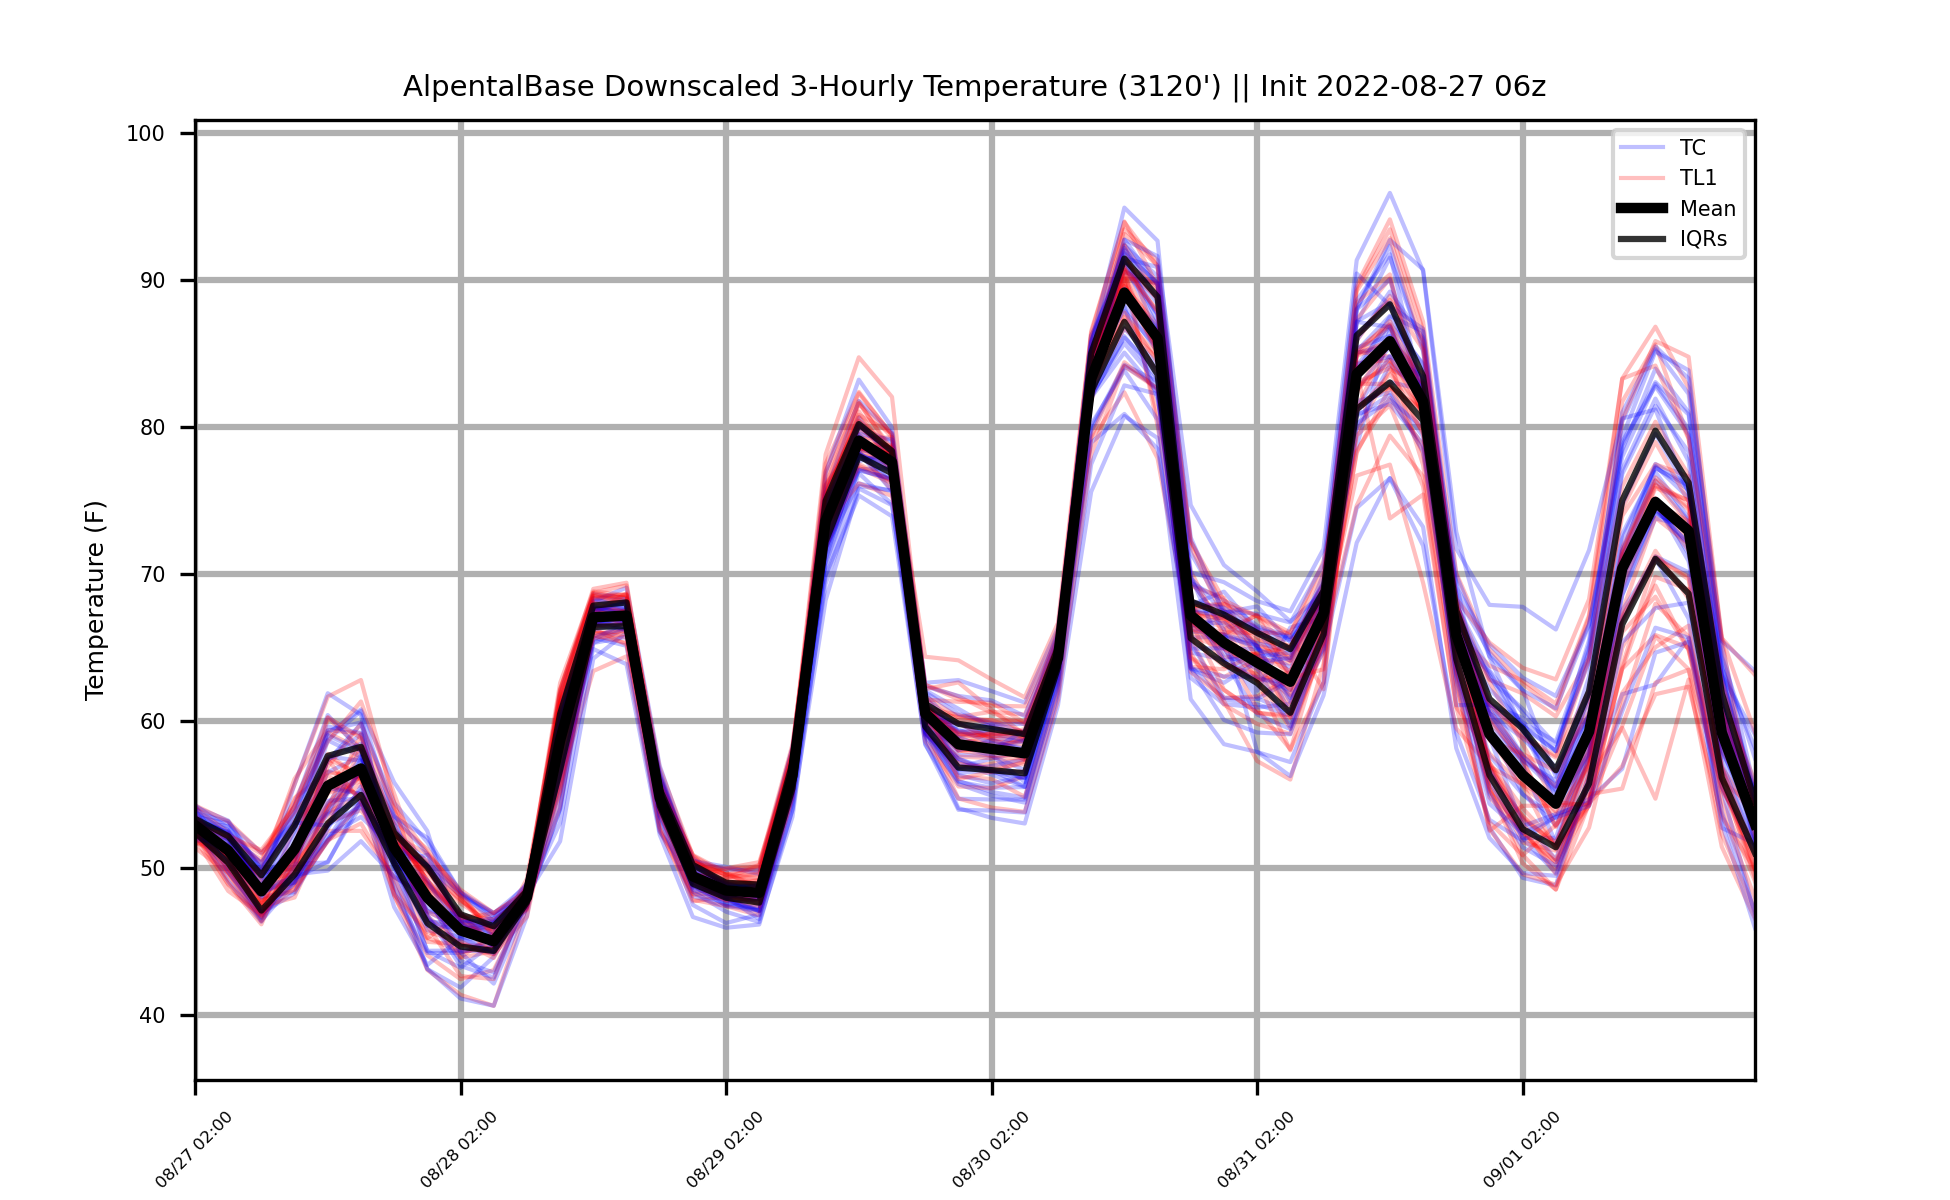 AlpentalBase Downscaled 3-Hourly Temperature (3120') || Init 2022-08-27 06z
100
90
80
70
60
50
40
Temperature (F)
TC
TL1
Mean
IQRs
08/27 02:00
08/28 02:00
08/29 02:00
08/30 02:00
08/31 02:00
09/01 02:00